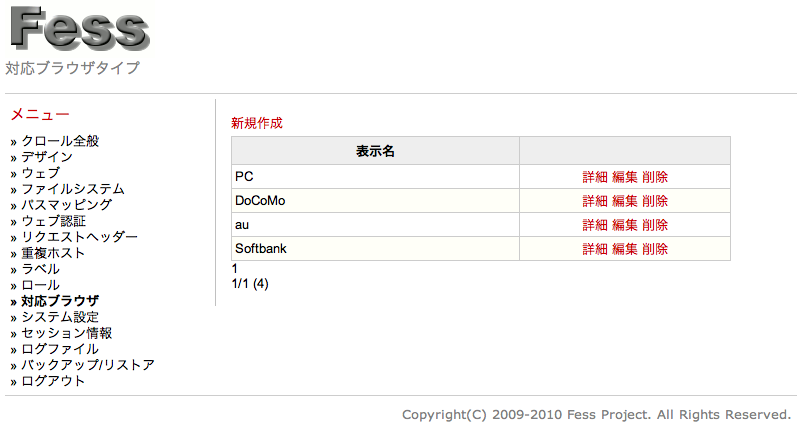 Fess
対応ブラウザタイプ
メニュー
» クロール全般
» デザイン
» ウェブ
» ファイルシステム
» パスマッピング
» ウェブ認証
» リクエストヘッダー
» 重複ホスト
» ラベル
» ロール
» 対応ブラウザ
» システム設定
» セッション情報
» ログファイル
» バックアップ/リストア
» ログアウト
新規作成
表示名
PC 詳細 編集 削除
DoCoMo 詳細 編集 削除
au 詳細 編集 削除
Softbank 詳細 編集 削除
1
1/1 (4)
Copyright(C) 2009-2010 Fess Project. All Rights Reserved.